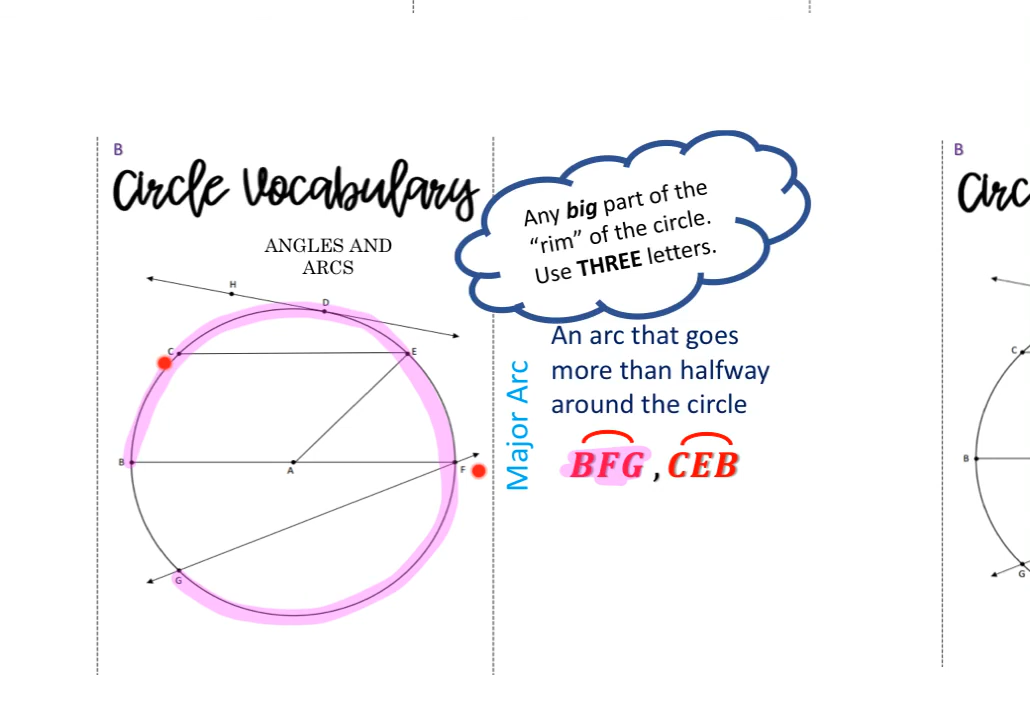 B
Circle Vocabulary
ANGLES AND
ARCS
H
D
C
E
B
A
F
G
Any big part of the
“rim” of the circle.
Use THREE letters.
Major Arc
An arc that goes
more than halfway
around the circle
BFG , CEB
B
Circ
C
B
G